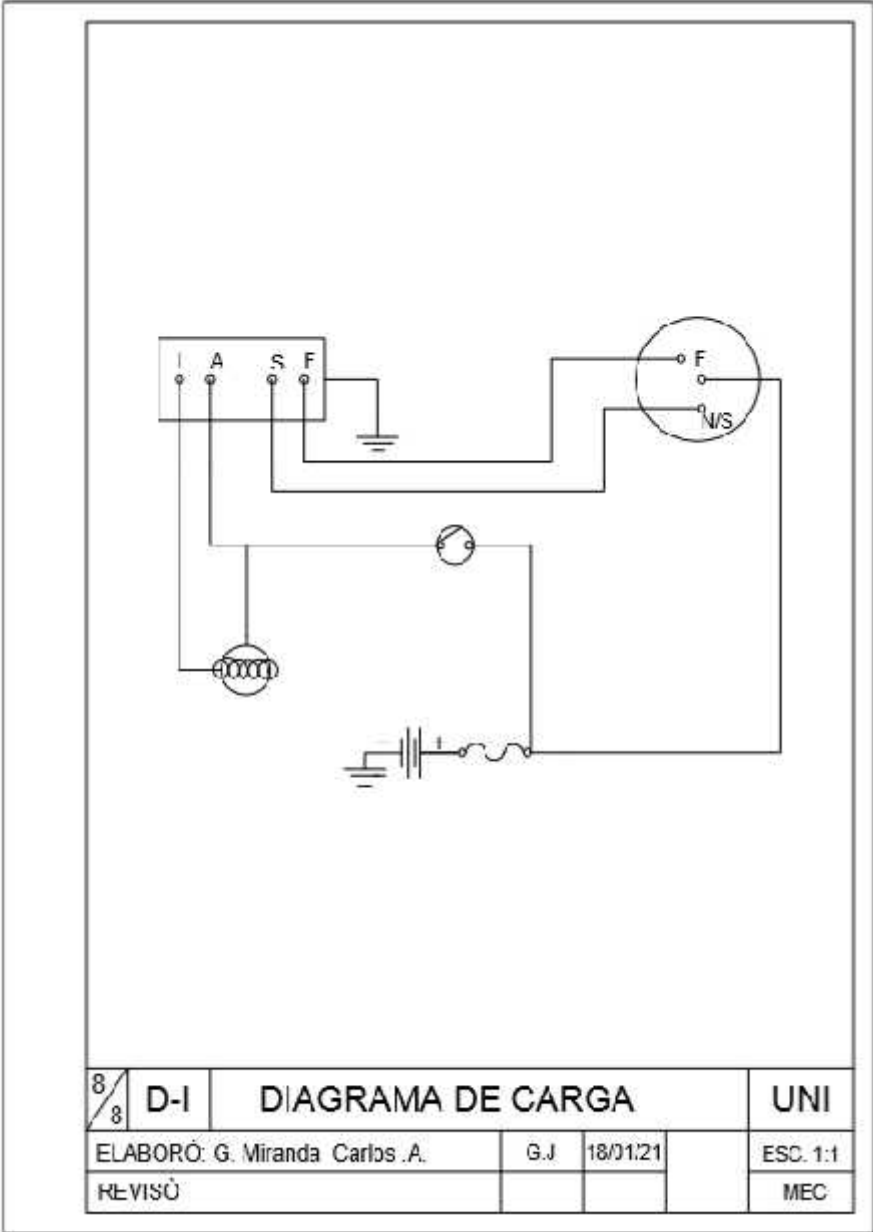 I A S F
F
N/S
- +
8/8 D-I DIAGRAMA DE CARGA UNI
ELABORÓ: G. Miranda Carlos .A. G.J 18/01/21 ESC. 1:1
REVISÓ MEC